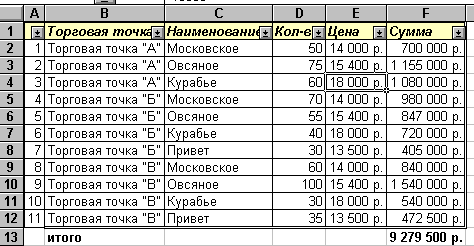 A B C D E F
1 Торговая точка Наименование Кол-в Цена Сумма
2 1 Торговая точка "А" Московское 50 14 000 р. 700 000 р.
3 2 Торговая точка "А" Овсяное 75 15 400 р. 1 155 000 р.
4 3 Торговая точка "А" Курабье 60 18 000 р. 1 080 000 р.
5 4 Торговая точка "Б" Московское 70 14 000 р. 980 000 р.
6 5 Торговая точка "Б" Овсяное 55 15 400 р. 847 000 р.
7 6 Торговая точка "Б" Курабье 40 18 000 р. 720 000 р.
8 7 Торговая точка "Б" Привет 30 13 500 р. 405 000 р.
9 8 Торговая точка "В" Московское 60 14 000 р. 840 000 р.
10 9 Торговая точка "В" Овсяное 100 15 400 р. 1 540 000 р.
11 10 Торговая точка "В" Курабье 30 18 000 р. 540 000 р.
12 11 Торговая точка "В" Привет 35 13 500 р. 472 500 р.
13 итого 9 279 500 р.